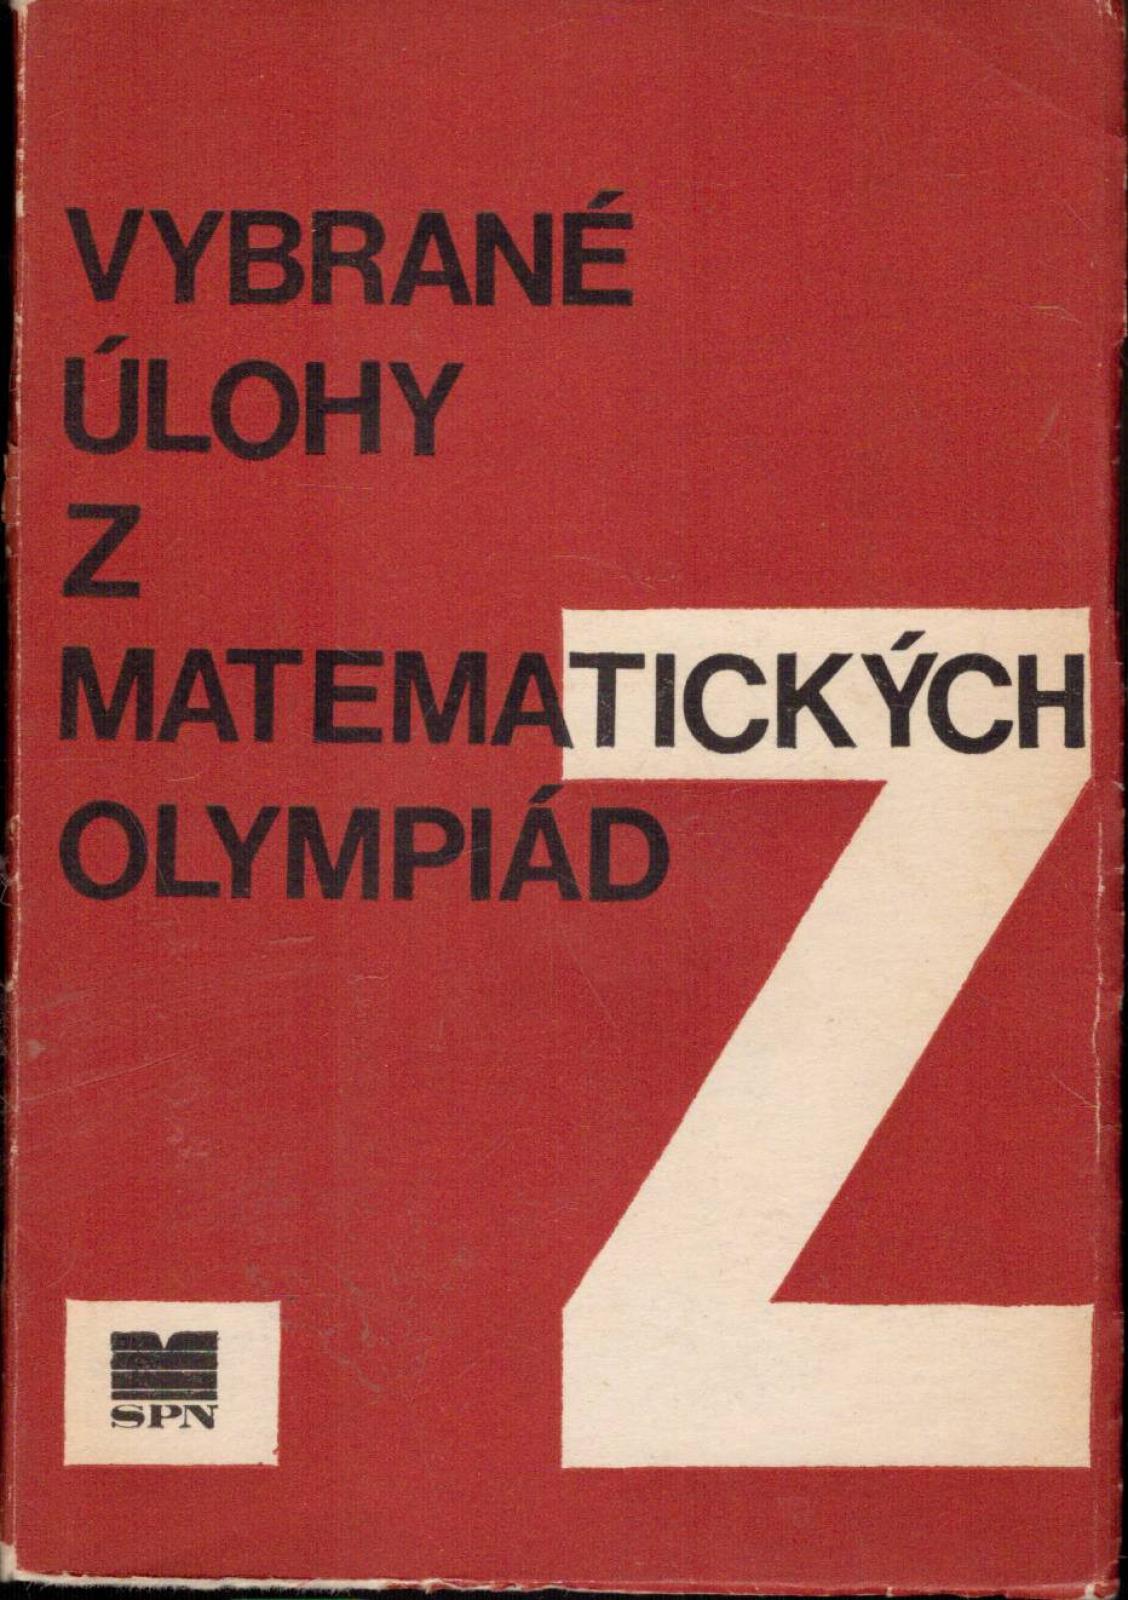 VYBRANÉ
ÚLOHY
Z
MATEMATICKÝCH
OLYMPIÁD
Z
SPN